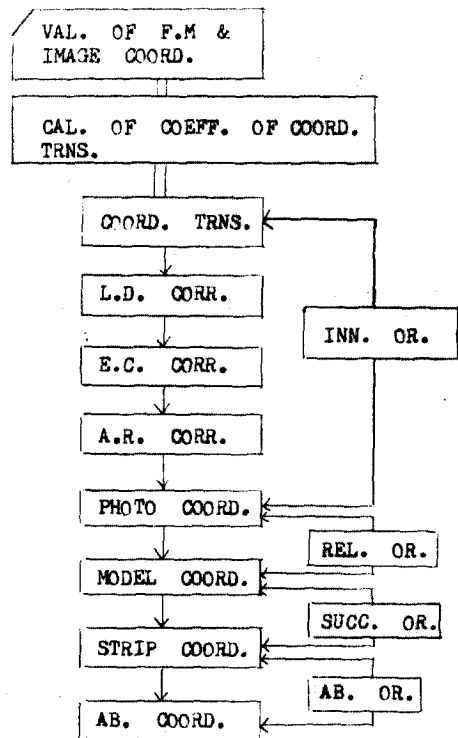 VAL. OF F.M &
IMAGE COORD.
CAL. OF COEFF. OF COORD.
TRNS.
COORD. TRNS.
L.D. CORR.
INN. OR.
E.C. CORR.
A.R. CORR.
PHOTO COORD.
REL. OR.
MODEL COORD.
SUCC. OR.
STRIP COORD.
AB. OR.
AB. COORD.